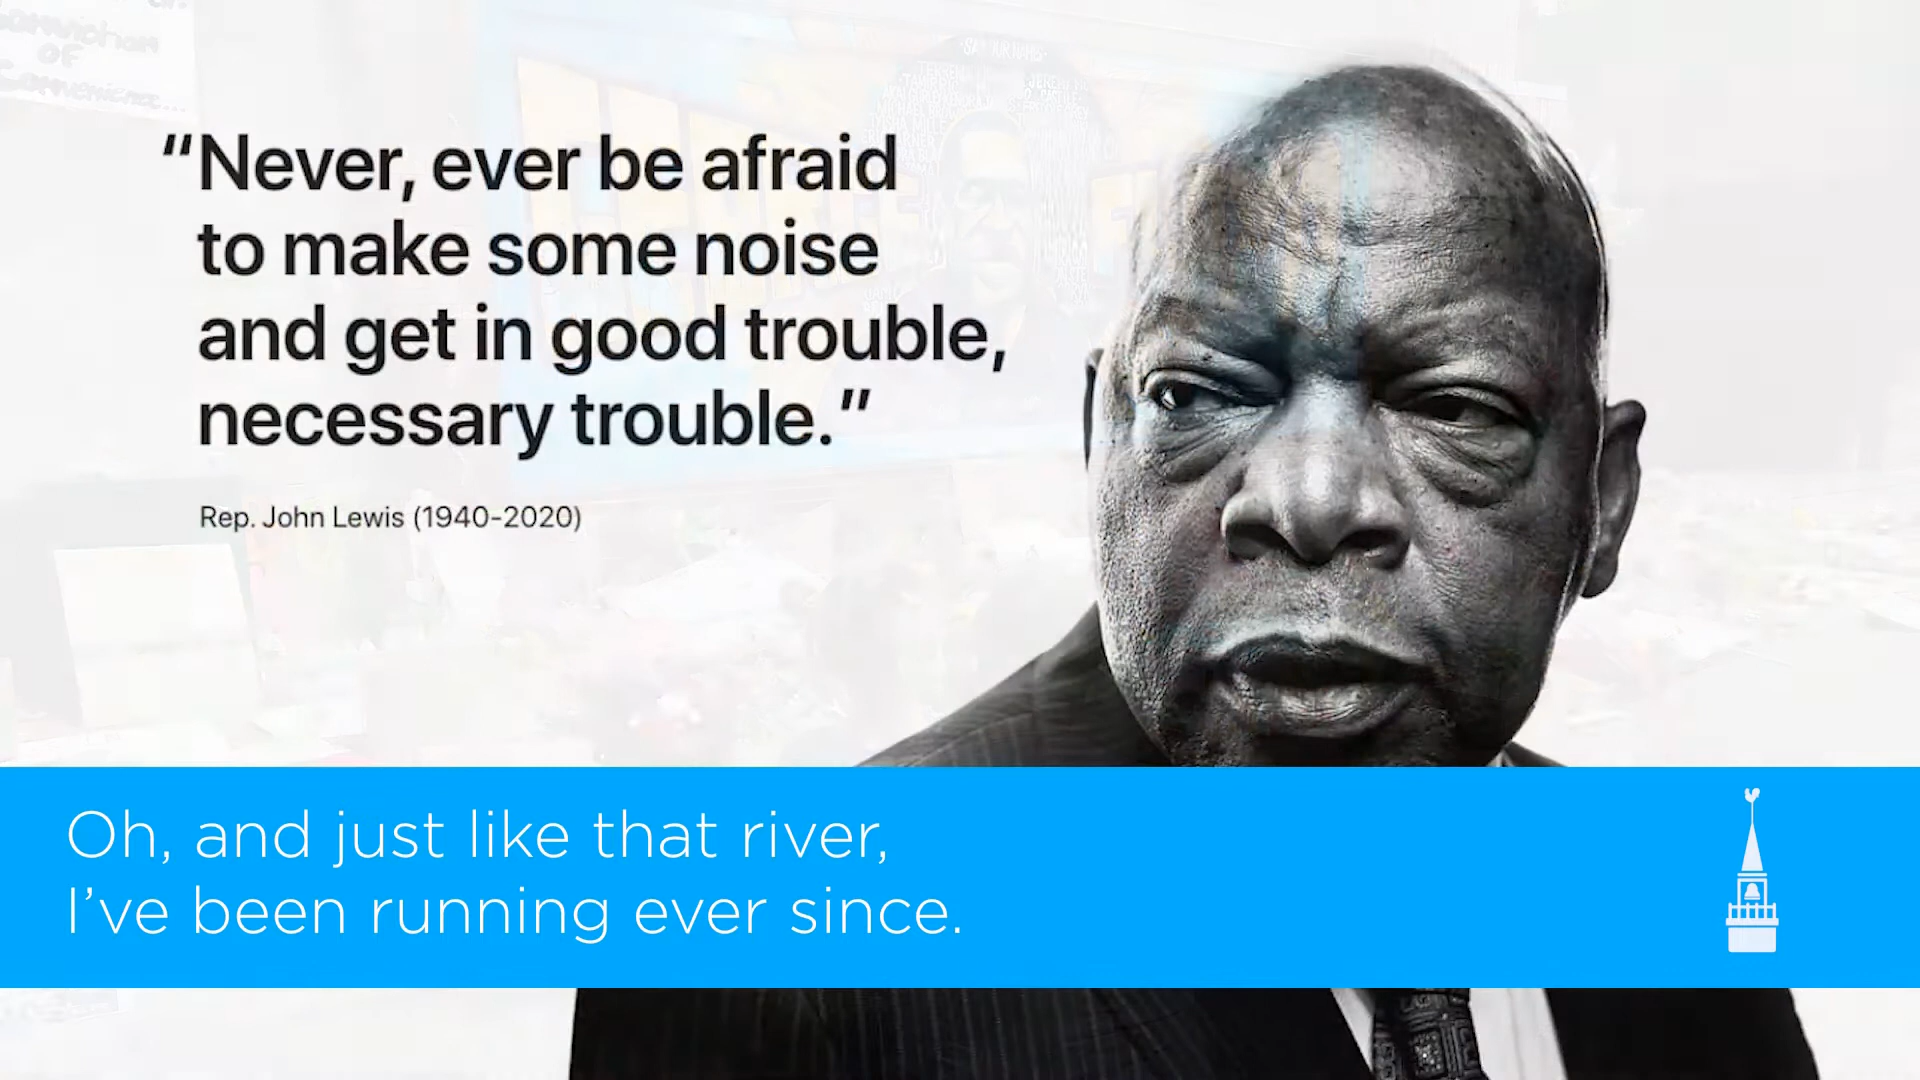 “Never, ever be afraid
to make some noise
and get in good trouble,
necessary trouble.”
Rep. John Lewis (1940-2020)
Oh, and just like that river,
I’ve been running ever since.